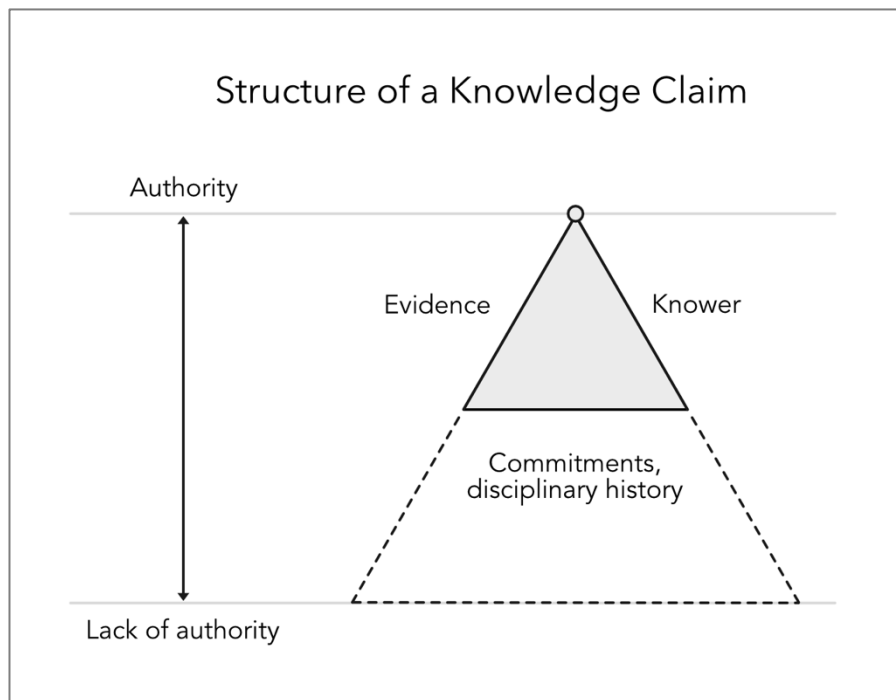 Structure of a Knowledge Claim
Authority
Evidence
Knower
Commitments,
disciplinary history
Lack of authority